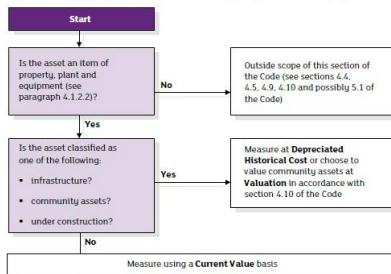 Start
Is the asset an item of
property, plant and
equipment (see
paragraph 4.1.2.2)?
No
Outside scope of this section of
the Code (see sections 4.4,
4.5, 4.9, 4.10 and possibly 5.1 of
the Code)
Yes
Is the asset classified as
one of the following:
• infrastructure?
• community assets?
• under construction?
Yes
Measure at Depreciated
Historical Cost or choose to
value community assets at
Valuation in accordance with
section 4.10 of the Code
No
Measure using a Current Value basis